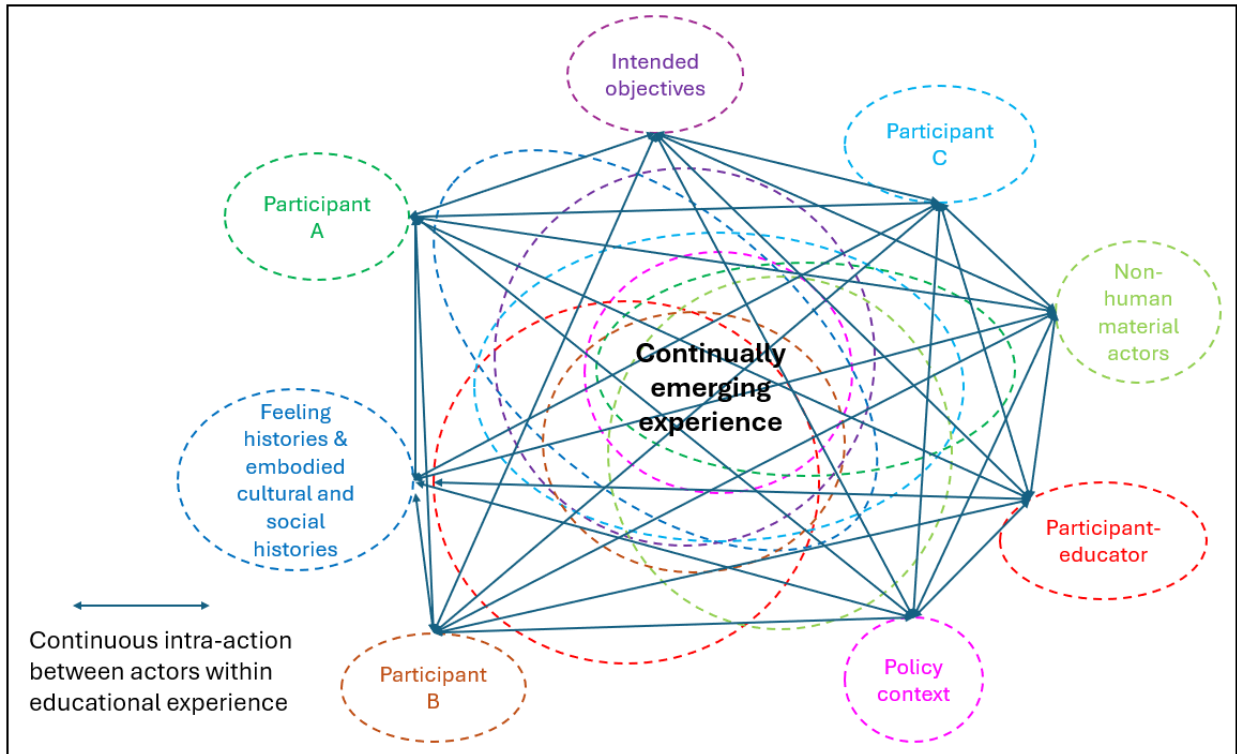 Intended
objectives
Participant
C
Participant
A
Non-
human
material
actors
Continually
emerging
experience
Feeling
histories &
embodied
cultural and
social
histories
Participant-
educator
Continuous intra-action
between actors within
educational experience
Participant
B
Policy
context